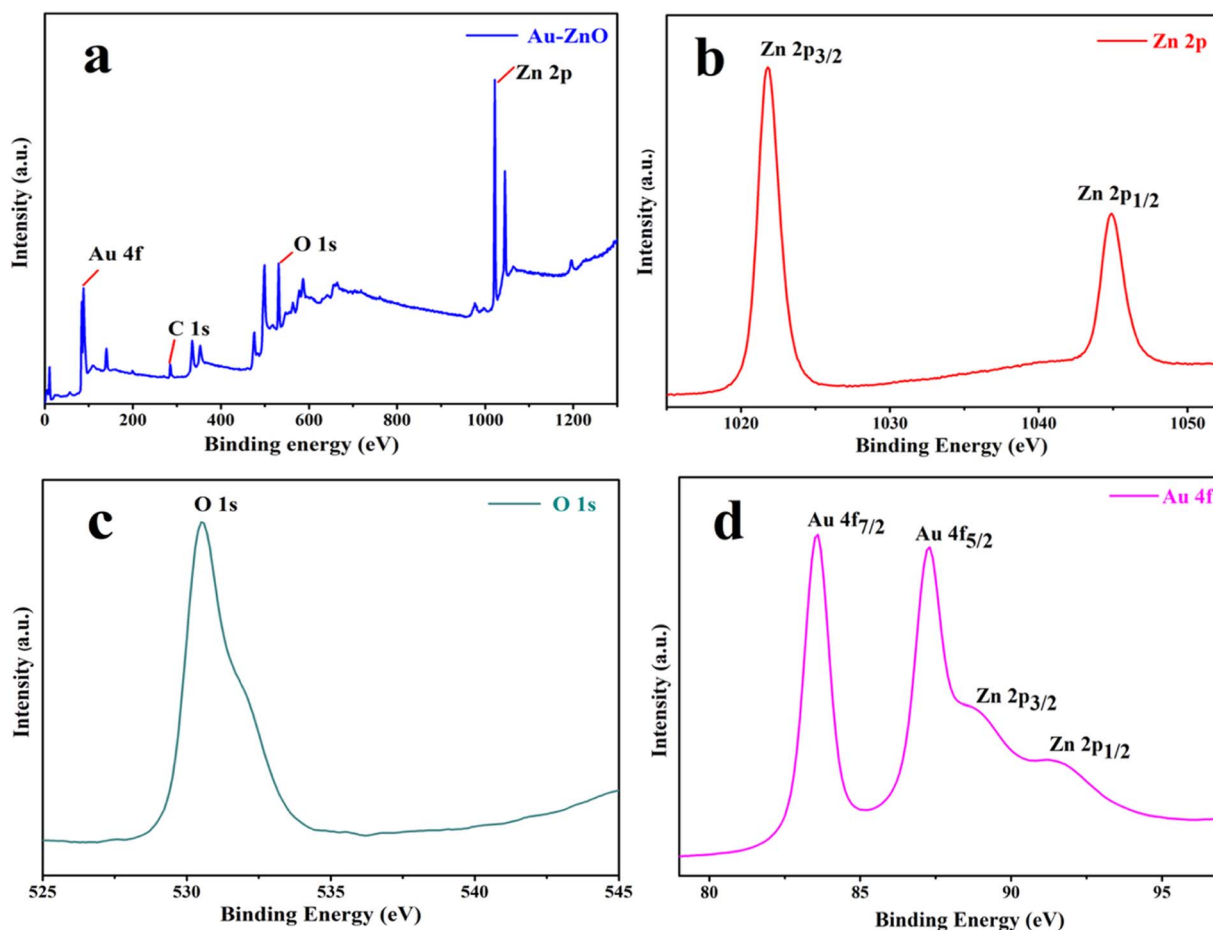 a
Au-ZnO
Zn 2p
Au 4f
O 1s
C 1s
Intensity (a.u.)
0 200 400 600 800 1000 1200
Binding energy (eV)
b
Zn 2p
Zn 2p3/2
Zn 2p1/2
Intensity (a.u.)
1020 1030 1040 1050
Binding Energy (eV)
c
O 1s
O 1s
Intensity (a.u.)
525 530 535 540 545
Binding Energy (eV)
d
Au 4f
Au 4f7/2
Au 4f5/2
Zn 2p3/2
Zn 2p1/2
Intensity (a.u.)
80 85 90 95
Binding Energy (eV)